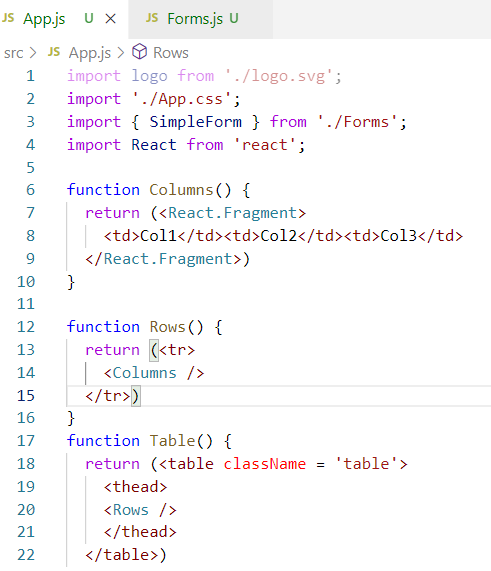 JS App.js U × JS Forms.js U
src > JS App.js > Rows
1 import logo from './logo.svg';
2 import './App.css';
3 import { SimpleForm } from './Forms';
4 import React from 'react';
5
6 function Columns() {
7 return (<React.Fragment>
8 <td>Col1</td><td>Col2</td><td>Col3</td>
9 </React.Fragment>)
10 }
11
12 function Rows() {
13 return (<tr>
14 <Columns />
15 </tr>)
16 }
17 function Table() {
18 return (<table className = 'table'>
19 <thead>
20 <Rows />
21 </thead>
22 </table>)